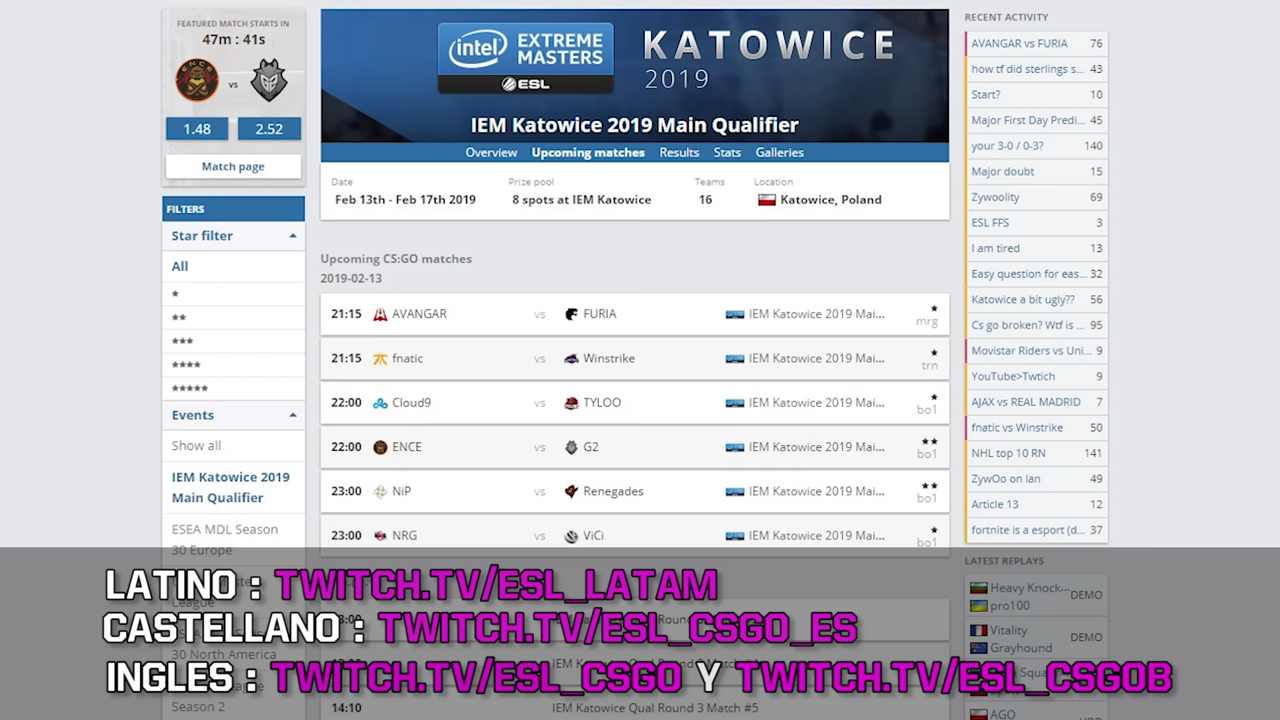 FEATURED MATCH STARTS IN
47m : 41s
vs
1.48 2.52
Match page
FILTERS
Star filter
All
Events
Show all
IEM Katowice 2019
Main Qualifier
ESEA MDL Season
30 Europe
League
30 North America
Season 2
intel EXTREME MASTERS
ESL
KATOWICE
2019
IEM Katowice 2019 Main Qualifier
Overview Upcoming matches Results Stats Galleries
Date Prize pool Teams Location
Feb 13th - Feb 17th 2019 8 spots at IEM Katowice 16 Katowice, Poland
Upcoming CS:GO matches
2019-02-13
21:15 AVANGAR vs FURIA IEM Katowice 2019 Mai... mrg
21:15 fnatic vs Winstrike IEM Katowice 2019 Mai... trn
22:00 Cloud9 vs TYLOO IEM Katowice 2019 Mai... bo1
22:00 ENCE vs G2 IEM Katowice 2019 Mai... bo1
23:00 NiP vs Renegades IEM Katowice 2019 Mai... bo1
23:00 NRG vs ViCi IEM Katowice 2019 Mai... bo1
14:10 IEM Katowice Qual Round 3 Match #5
RECENT ACTIVITY
AVANGAR vs FURIA 76
how tf did sterlings s... 43
Start? 10
Major First Day Predi... 45
your 3-0 / 0-3? 140
Major doubt 15
Zywoolity 69
ESL FFS 3
I am tired 13
Easy question for eas... 32
Katowice a bit ugly?? 56
Cs go broken? Wtf is ... 95
Movistar Riders vs Uni... 9
YouTube>Twtich 9
AJAX vs REAL MADRID 7
fnatic vs Winstrike 50
NHL top 10 RN 141
ZywOo on lan 49
Article 13 12
fortnite is a esport (d... 37
LATEST REPLAYS
Heavy Knock... DEMO
pro100
Vitality DEMO
Grayhound
AGO
LATINO : TWITCH.TV/ESL_LATAM
CASTELLANO : TWITCH.TV/ESL_CSGO_ES
INGLES : TWITCH.TV/ESL_CSGO Y TWITCH.TV/ESL_CSGOB